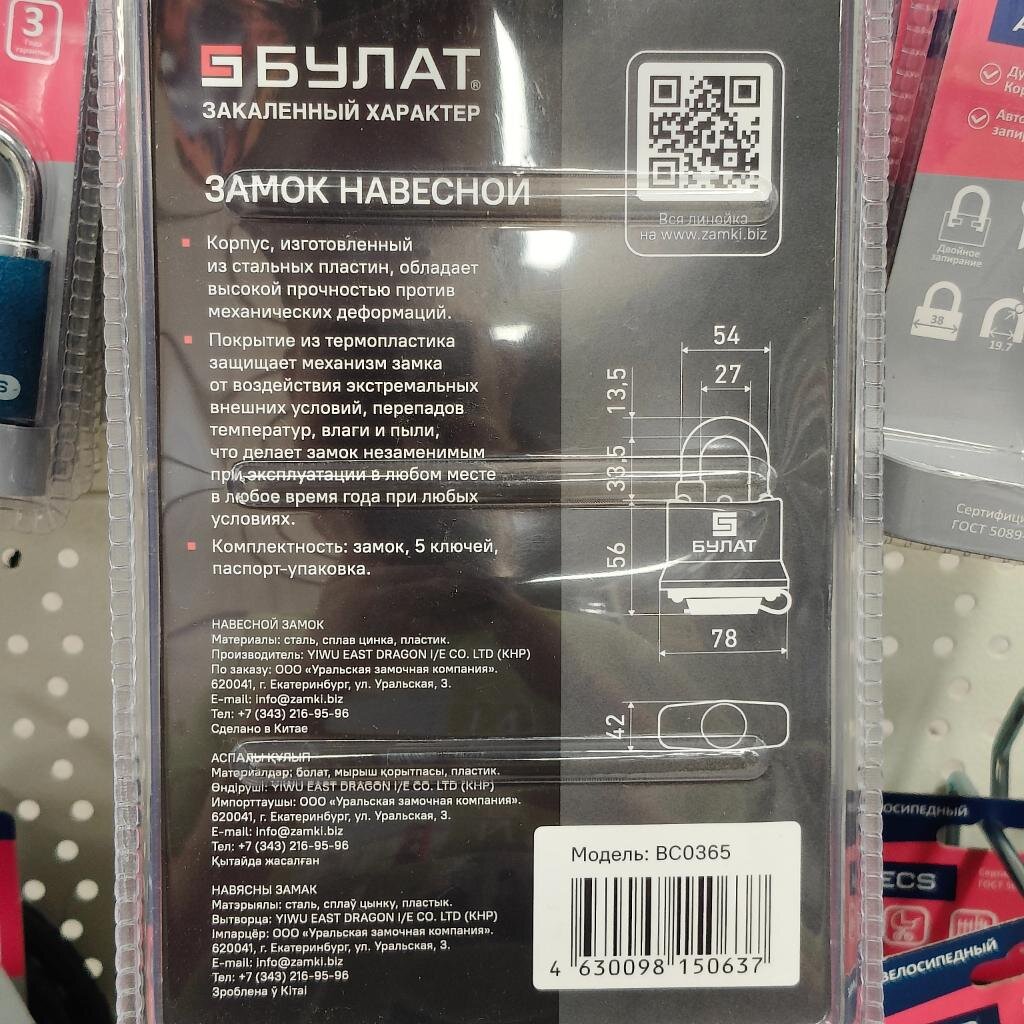 БУЛАТ®
ЗАКАЛЕННЫЙ ХАРАКТЕР
Вся линойка
на www.zamki.biz
ЗАМОК НАВЕСНОЙ
Корпус, изготовленный
из стальных пластин, обладает
высокой прочностью против
механических деформаций.
Покрытие из термопластика
защищает механизм замка
от воздействия экстремальных
внешних условий, перепадов
температур, влаги и пыли,
что делает замок незаменимым
при эксплуатации в любом месте
в любое время года при любых
условиях.
Комплектность: замок, 5 ключей,
паспорт-упаковка.
54
27
13,5
33,5
56
БУЛАТ
78
42
НАВЕСНОЙ ЗАМОК
Материалы: сталь, сплав цинка, пластик.
Производитель: YIWU EAST DRAGON I/E CO. LTD (КНР)
По заказу: ООО «Уральская замочная компания».
620041, г. Екатеринбург, ул. Уральская, 3.
E-mail: info@zamki.biz
Тел: +7 (343) 216-95-96
Сделано в Китае
АСПАЛЫ ҚҰЛЫП
Материалдар: болат, мырыш қорытпасы, пластик.
Өндіруші: YIWU EAST DRAGON I/E CO. LTD (КНР)
Импорттаушы: ООО «Уральская замочная компания».
620041, г. Екатеринбург, ул. Уральская, 3.
E-mail: info@zamki.biz
Тел: +7 (343) 216-95-96
Қытайда жасалған
НАВЯСНЫ ЗАМАК
Матэрыялы: сталь, сплаў цынку, пластык.
Вытворца: YIWU EAST DRAGON I/E CO. LTD (КНР)
Імпарцёр: ООО «Уральская замочная компания».
620041, г. Екатеринбург, ул. Уральская, 3.
E-mail: info@zamki.biz
Тел: +7 (343) 216-95-96
Зроблена ў Кітаі
Модель: ВС0365
4 630098 150637
3
Года
гарантии
Двойное
запирание
38
19.7
ГОСТ 5089
ВЕЛОСИПЕДНЫЙ